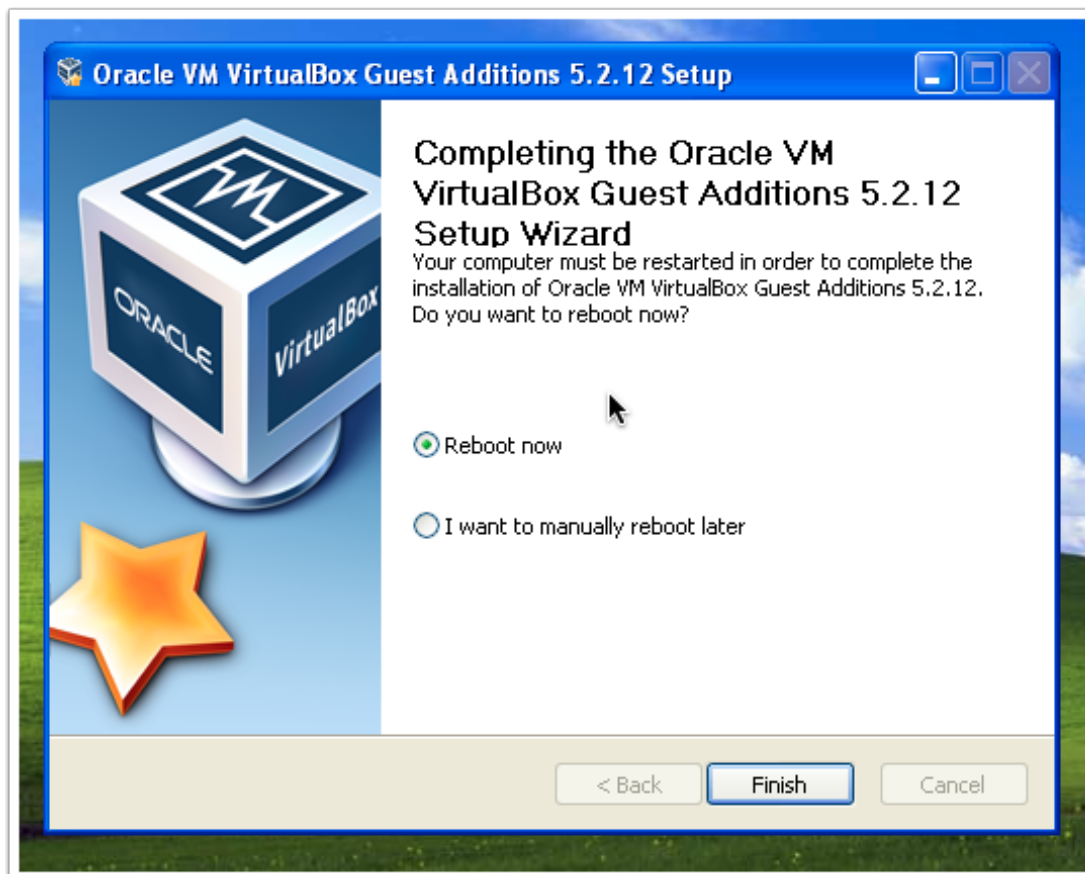 Oracle VM VirtualBox Guest Additions 5.2.12 Setup
ORACLE
VirtualBox
Completing the Oracle VM
VirtualBox Guest Additions 5.2.12
Setup Wizard
Your computer must be restarted in order to complete the
installation of Oracle VM VirtualBox Guest Additions 5.2.12.
Do you want to reboot now?
Reboot now
I want to manually reboot later
< Back
Finish
Cancel